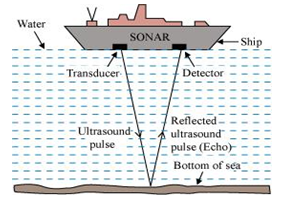 Water
SONAR
Ship
Transducer
Detector
Ultrasound
pulse
Reflected
ultrasound
pulse (Echo)
Bottom of sea